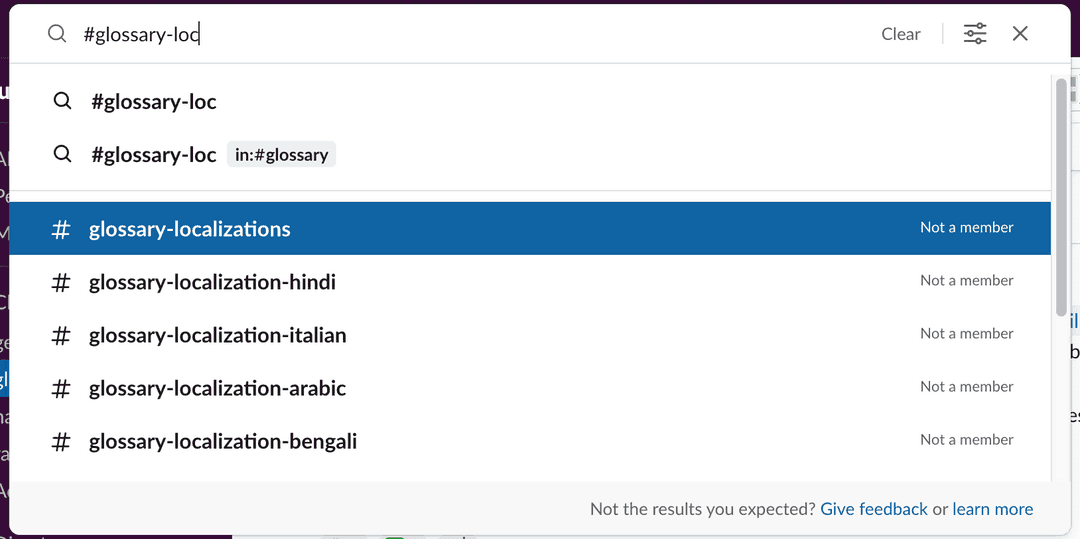 #glossary-loc Clear
#glossary-loc
#glossary-loc in:#glossary
# glossary-localizations Not a member
# glossary-localization-hindi Not a member
# glossary-localization-italian Not a member
# glossary-localization-arabic Not a member
# glossary-localization-bengali Not a member
Not the results you expected? Give feedback or learn more